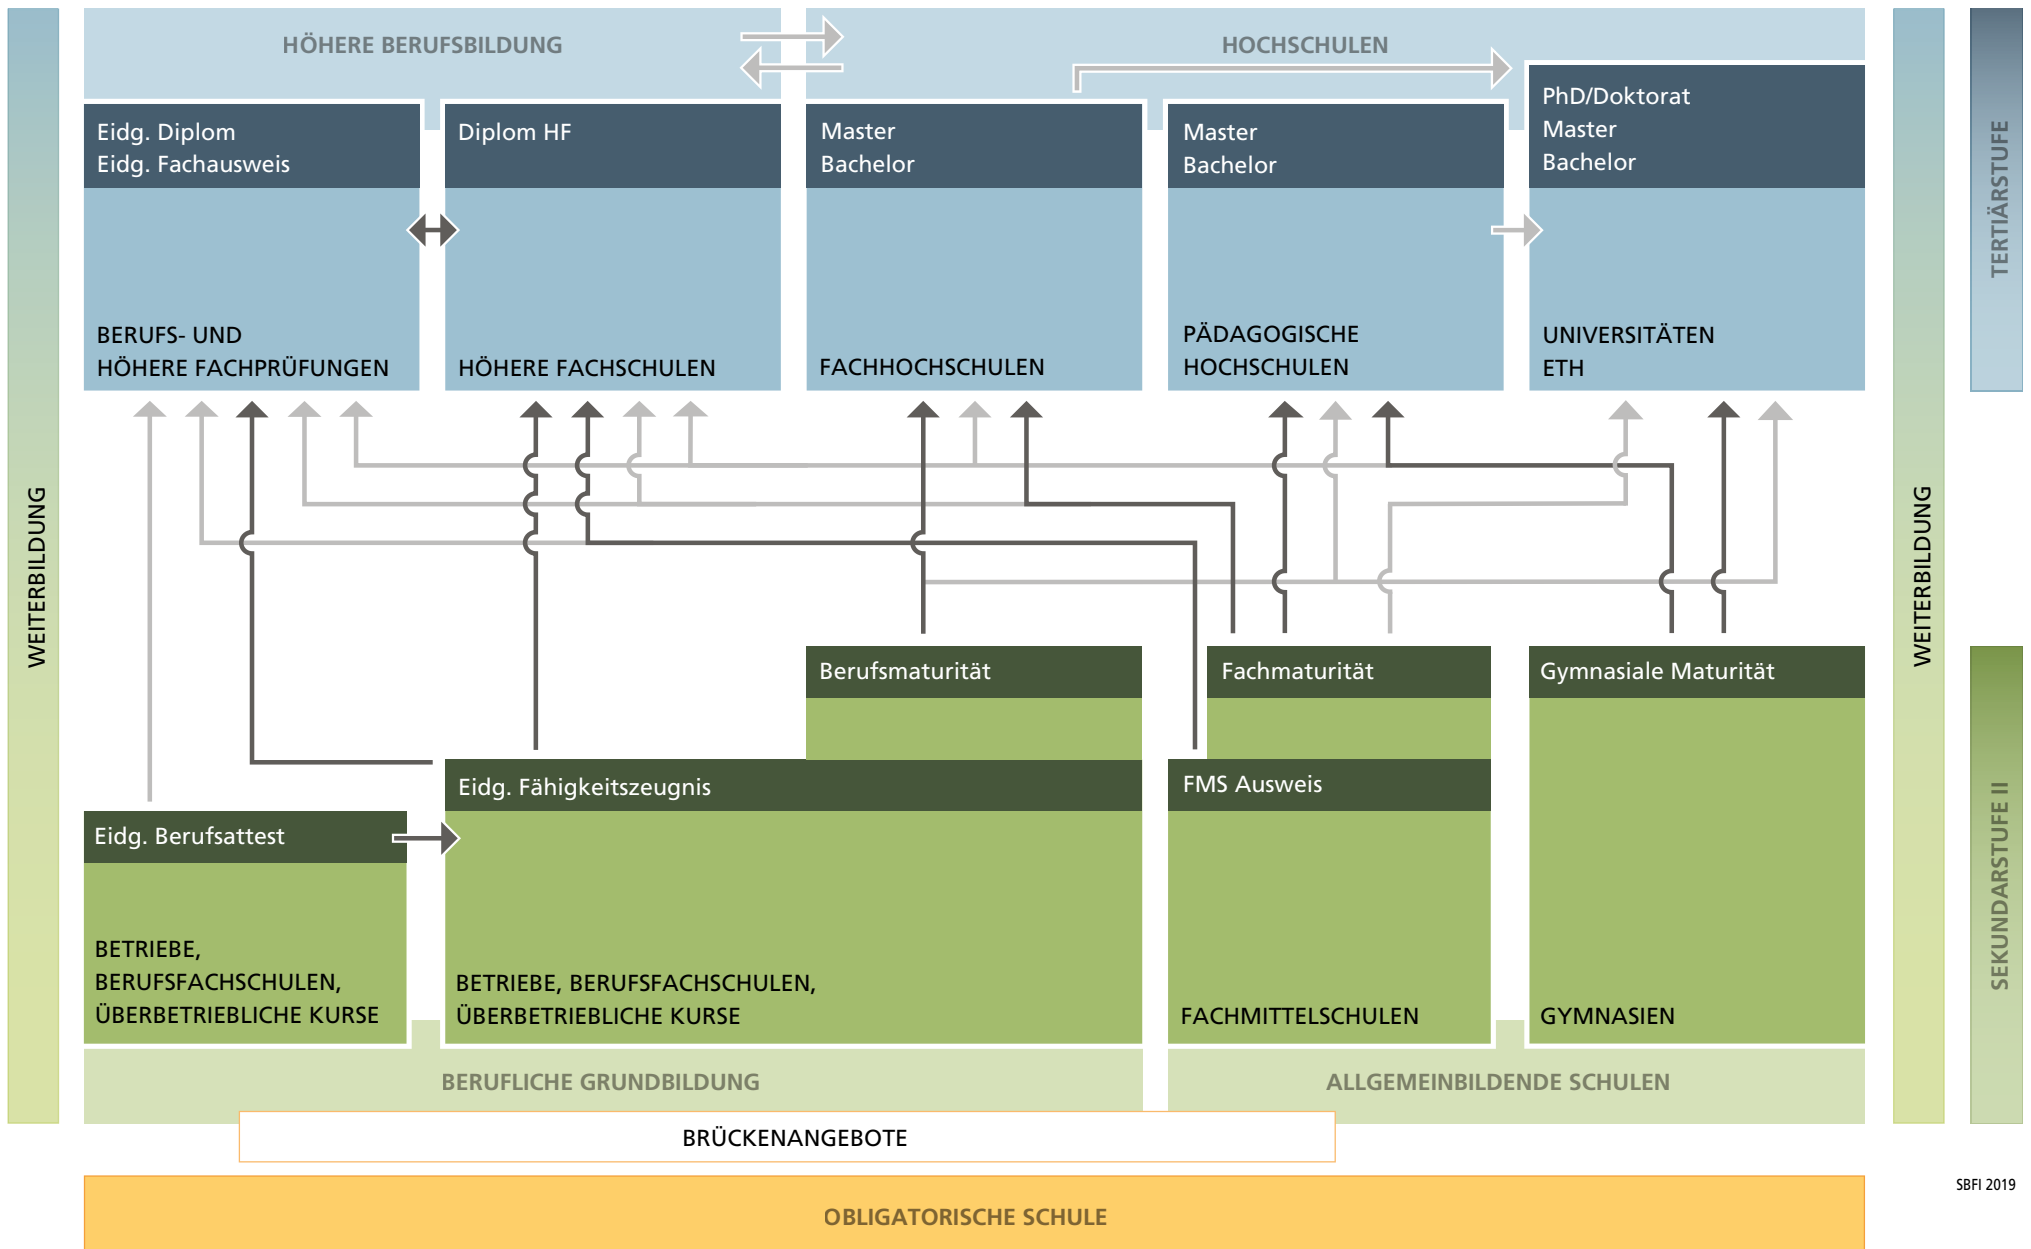 HÖHERE BERUFSBILDUNG
HOCHSCHULEN
Eidg. Diplom
Eidg. Fachausweis
Diplom HF
Master
Bachelor
Master
Bachelor
PhD/Doktorat
Master
Bachelor
BERUFS- UND
HÖHERE FACHPRÜFUNGEN
HÖHERE FACHSCHULEN
FACHHOCHSCHULEN
PÄDAGOGISCHE
HOCHSCHULEN
UNIVERSITÄTEN
ETH
TERTIÄRSTUFE
WEITERBILDUNG
WEITERBILDUNG
Berufsmaturität
Fachmaturität
Gymnasiale Maturität
Eidg. Fähigkeitszeugnis
FMS Ausweis
Eidg. Berufsattest
BETRIEBE,
BERUFSFACHSCHULEN,
ÜBERBETRIEBLICHE KURSE
BETRIEBE, BERUFSFACHSCHULEN,
ÜBERBETRIEBLICHE KURSE
FACHMITTELSCHULEN
GYMNASIEN
SEKUNDARSTUFE II
BERUFLICHE GRUNDBILDUNG
ALLGEMEINBILDENDE SCHULEN
BRÜCKENANGEBOTE
SBFI 2019
OBLIGATORISCHE SCHULE